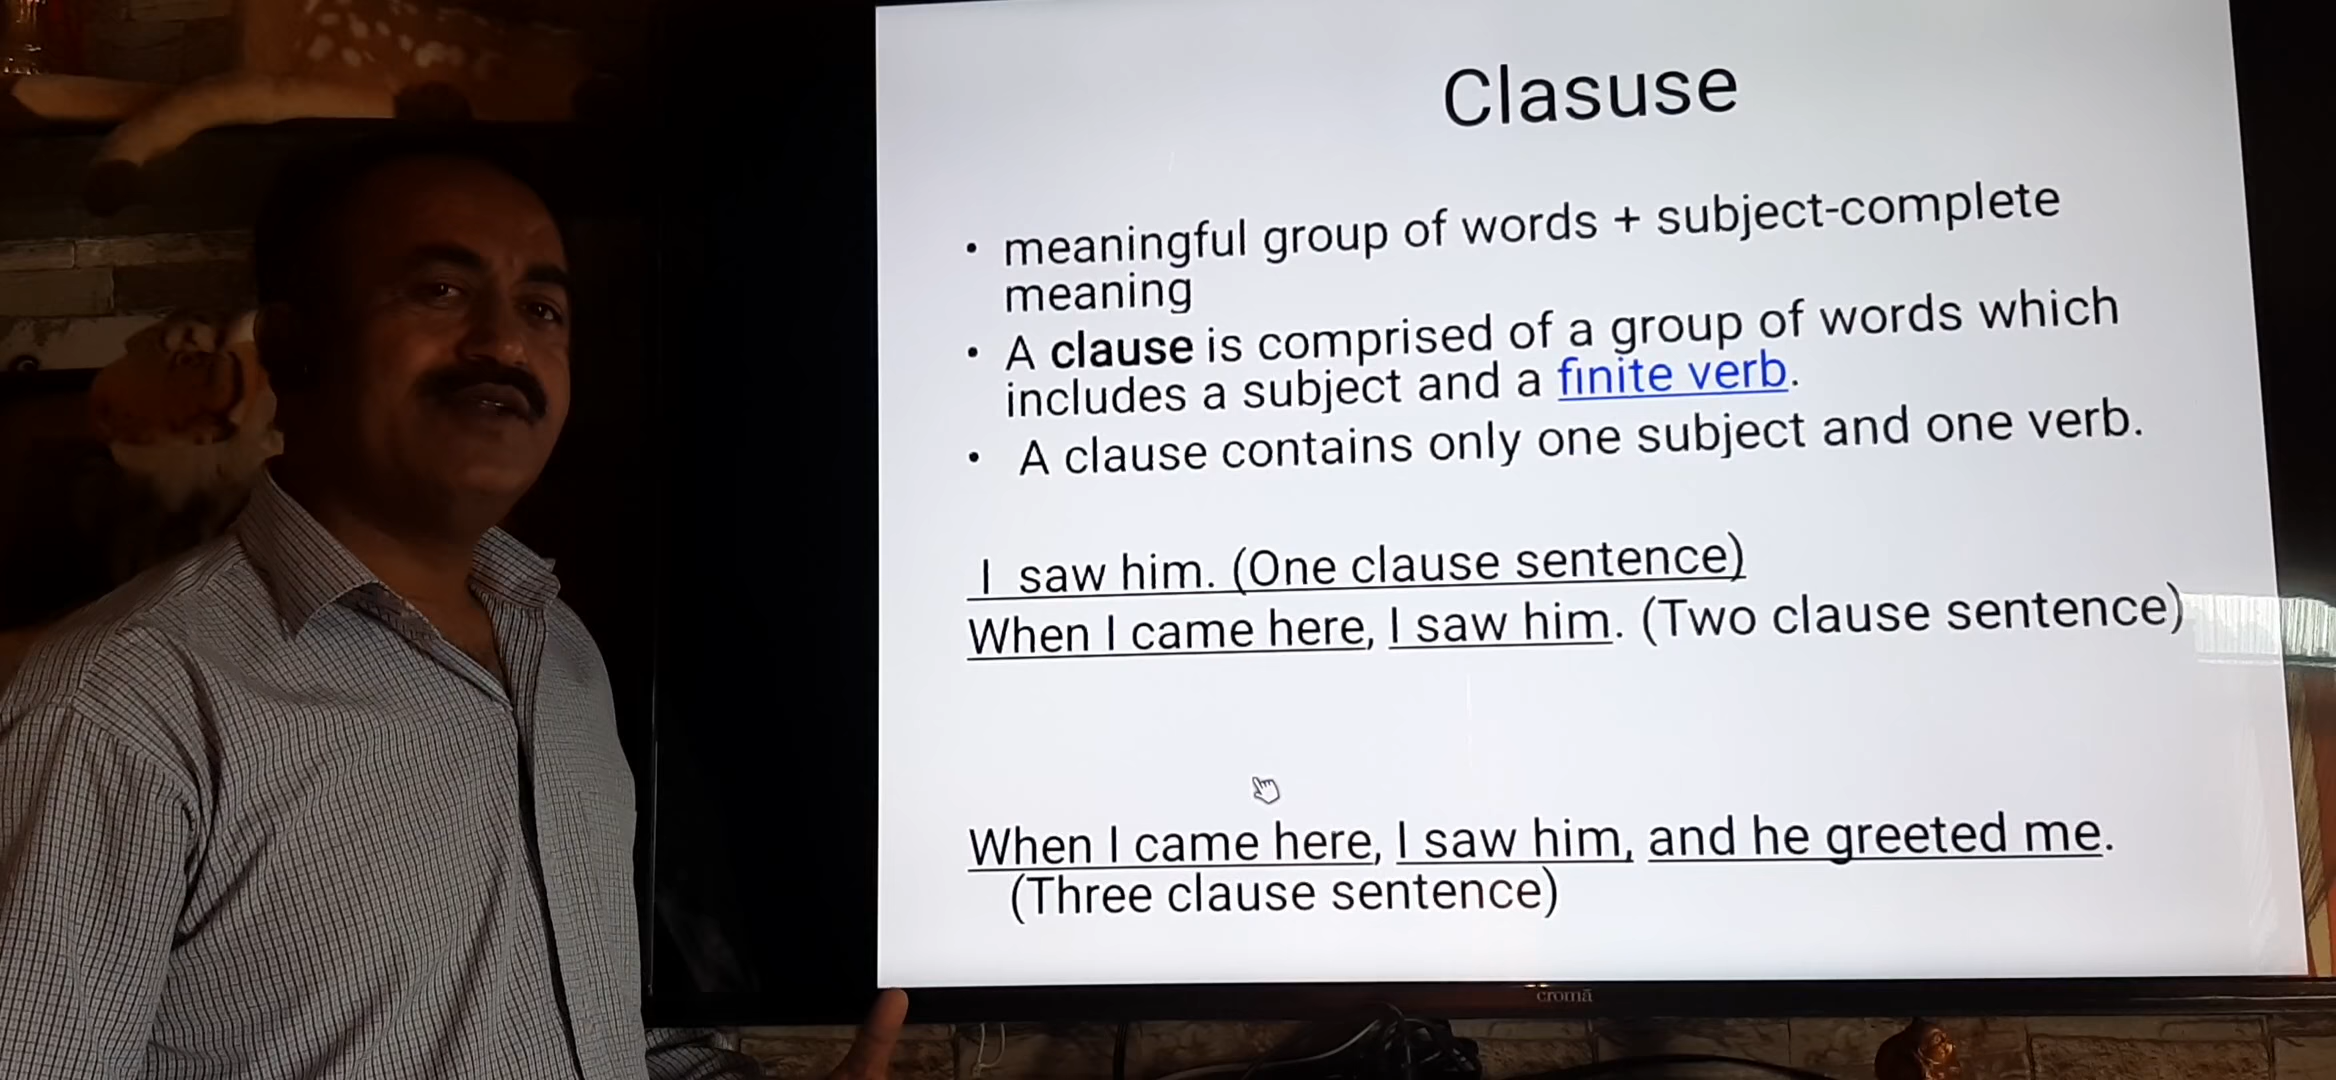 Clasuse
• meaningful group of words + subject-complete
meaning
• A clause is comprised of a group of words which
includes a subject and a finite verb.
• A clause contains only one subject and one verb.
I saw him. (One clause sentence)
When I came here, I saw him. (Two clause sentence)
When I came here, I saw him, and he greeted me.
(Three clause sentence)
cromā